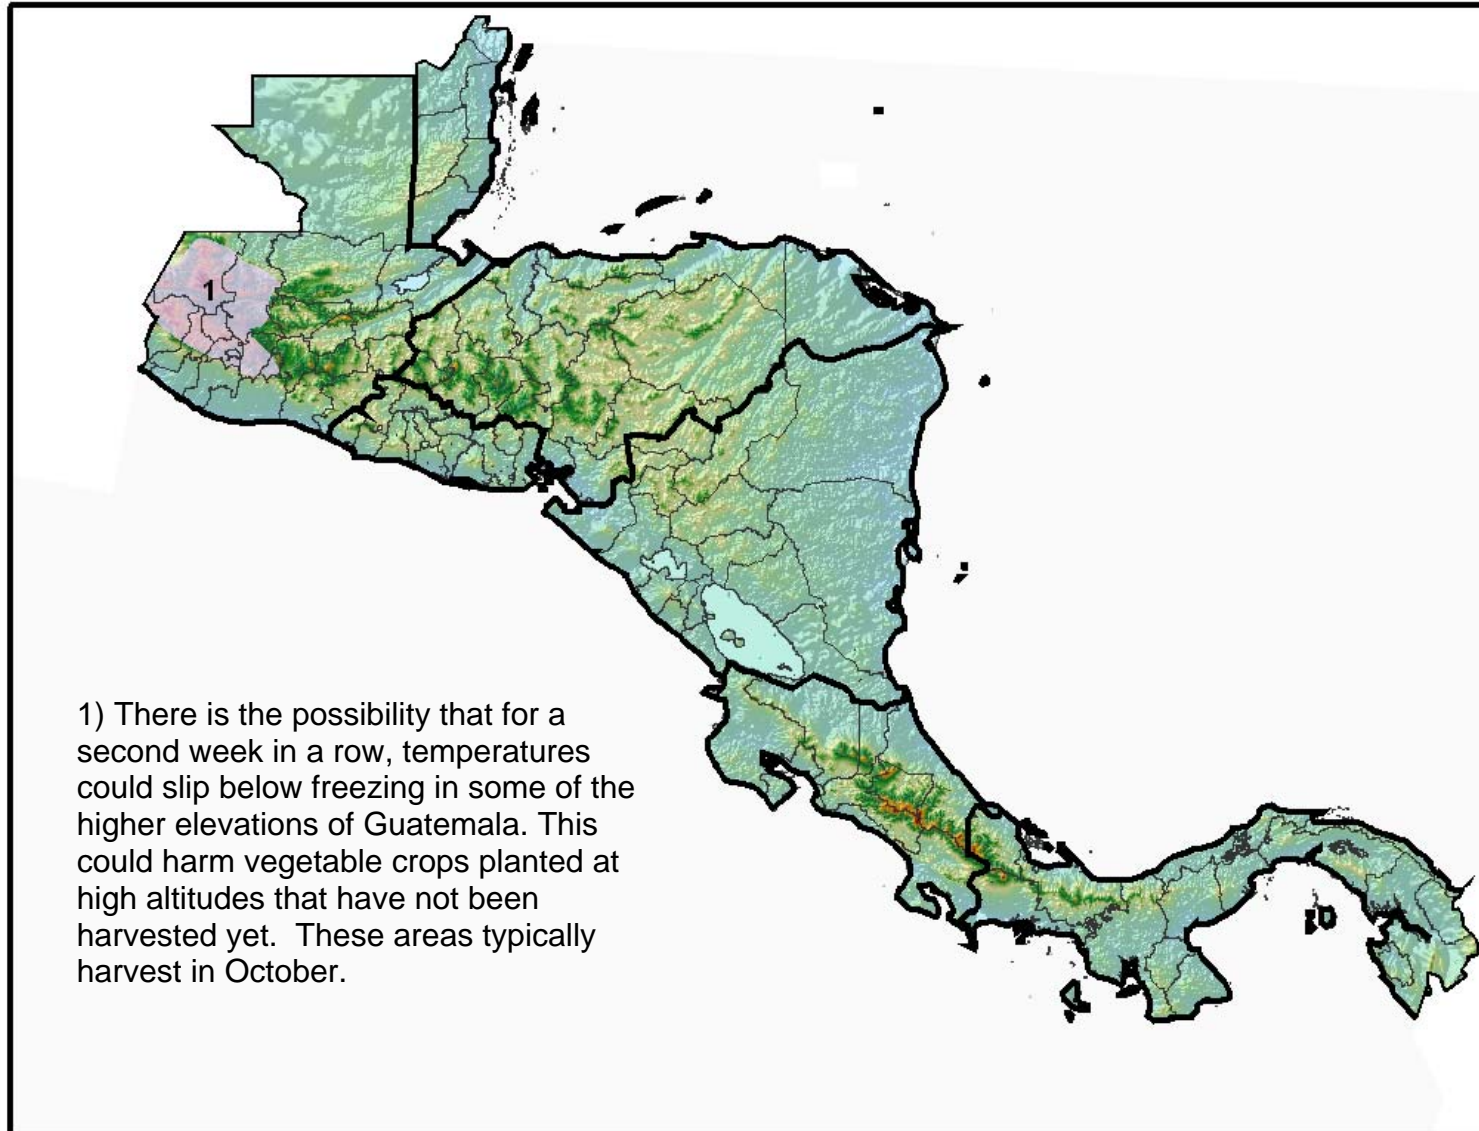 1
1) There is the possibility that for a
second week in a row, temperatures
could slip below freezing in some of the
higher elevations of Guatemala. This
could harm vegetable crops planted at
high altitudes that have not been
harvested yet.  These areas typically
harvest in October.